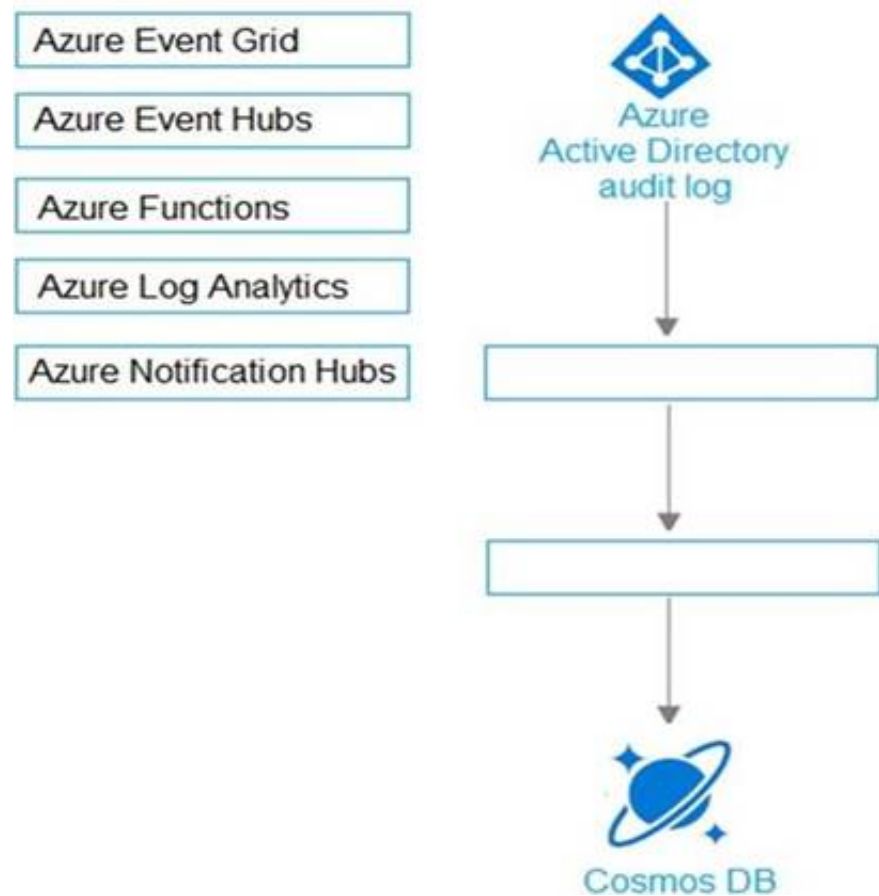 Azure Event Grid
Azure Event Hubs
Azure Functions
Azure Log Analytics
Azure Notification Hubs
Azure
Active Directory
audit log
Cosmos DB